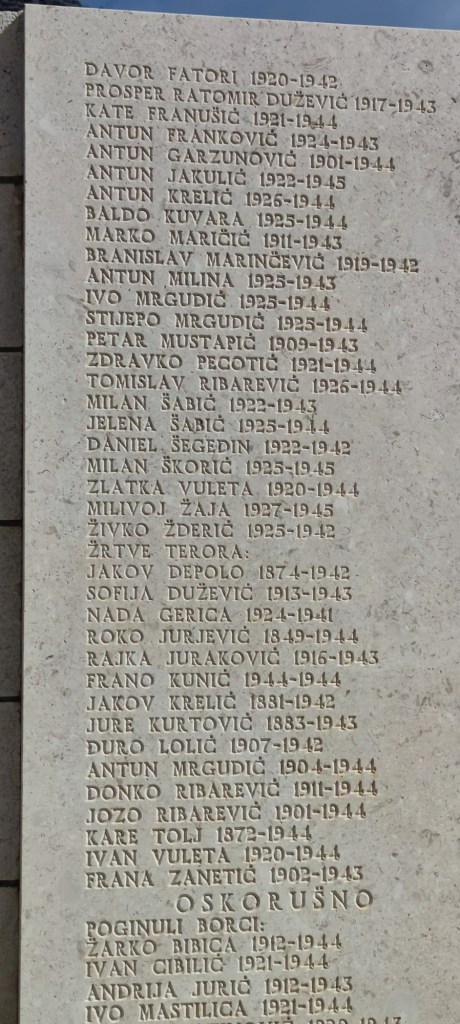 DAVOR FATORI 1920-1942
PROSPER RATOMIR DUŽEVIĆ 1917-1943
KATE FRANUŠIĆ 1921-1944
ANTUN FRANKOVIĆ 1924-1943
ANTUN GARZUNOVIĆ 1901-1944
ANTUN JAKULIĆ 1922-1945
ANTUN KRELIĆ 1926-1944
BALDO KUVARA 1925-1944
MARKO MARIČIĆ 1911-1943
BRANISLAV MARINČEVIĆ 1919-1942
ANTUN MILINA 1925-1943
IVO MRGUDIĆ 1925-1944
STIJEPO MRGUDIĆ 1925-1944
PETAR MUSTAPIĆ 1909-1943
ZDRAVKO PECOTIĆ 1921-1944
TOMISLAV RIBAREVIĆ 1926-1944
MILAN ŠABIĆ 1922-1943
JELENA ŠABIĆ 1925-1944
DANIEL ŠEGEDIN 1922-1942
MILAN ŠKORIĆ 1925-1945
ZLATKA VULETA 1920-1944
MILIVOJ ŽAJA 1927-1945
ŽIVKO ŽDERIĆ 1925-1942
ŽRTVE TERORA:
JAKOV DEPOLO 1874-1942
SOFIJA DUŽEVIĆ 1913-1943
NADA GERICA 1924-1941
ROKO JURJEVIĆ 1849-1944
RAJKA JURAKOVIĆ 1916-1943
FRANO KUNIĆ 1944-1944
JAKOV KRELIĆ 1881-1942
JURE KURTOVIĆ 1883-1943
ĐURO LOLIĆ 1907-1942
ANTUN MRGUDIĆ 1904-1944
DONKO RIBAREVIĆ 1911-1944
JOZO RIBAREVIĆ 1901-1944
KARE TOLJ 1872-1944
IVAN VULETA 1920-1944
FRANA ZANETIĆ 1902-1943
OSKORUŠNO
POGINULI BORCI:
ŽARKO BIBICA 1912-1944
IVAN CIBILIĆ 1921-1944
ANDRIJA JURIĆ 1912-1943
IVO MASTILICA 1921-1944